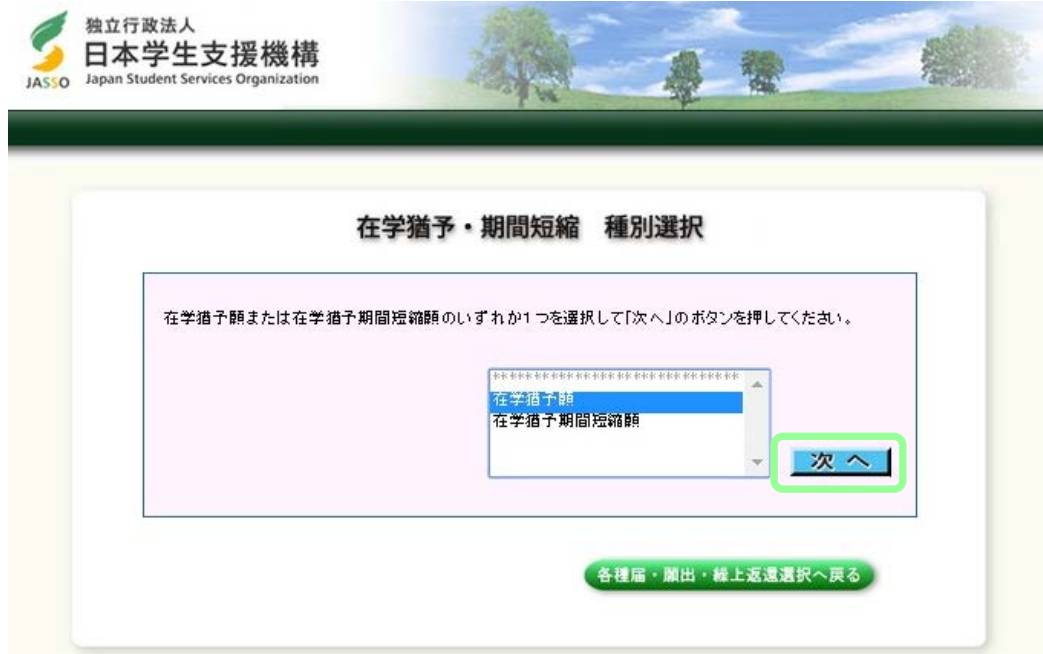 独立行政法人
日本学生支援機構
JASSO Japan Student Services Organization
在学猶予・期間短縮　種別選択
在学猶予願または在学猶予期間短縮願のいずれか1つを選択して「次へ」のボタンを押してください。
******************************
在学猶予願
在学猶予期間短縮願
次 へ
各種届・願出・繰上返還選択へ戻る